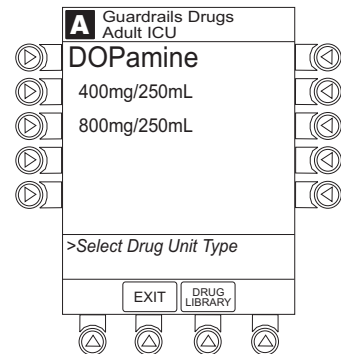 A
Guardrails Drugs
Adult ICU
DOPamine
400mg/250mL
800mg/250mL
>Select Drug Unit Type
EXIT
DRUG
LIBRARY